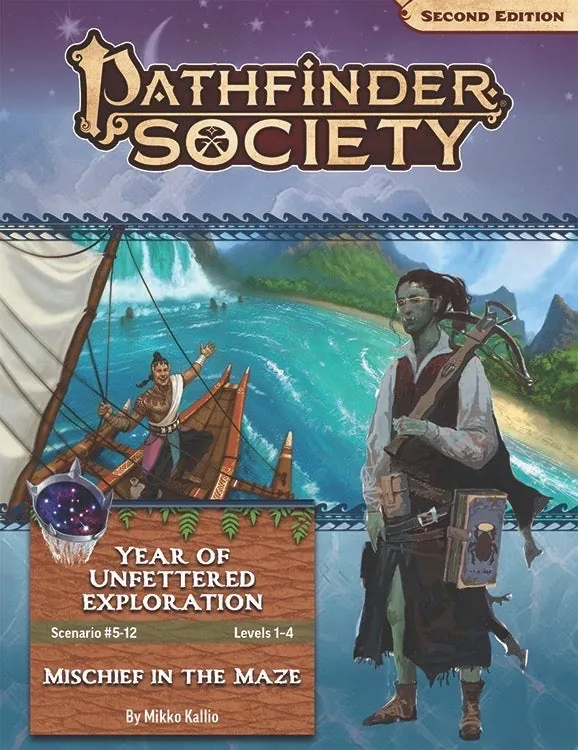 SECOND EDITION
PATHFINDER
SOCIETY®
YEAR OF
UNFETTERED
EXPLORATION
Scenario #5-12 Levels 1–4
MISCHIEF IN THE MAZE
By Mikko Kallio